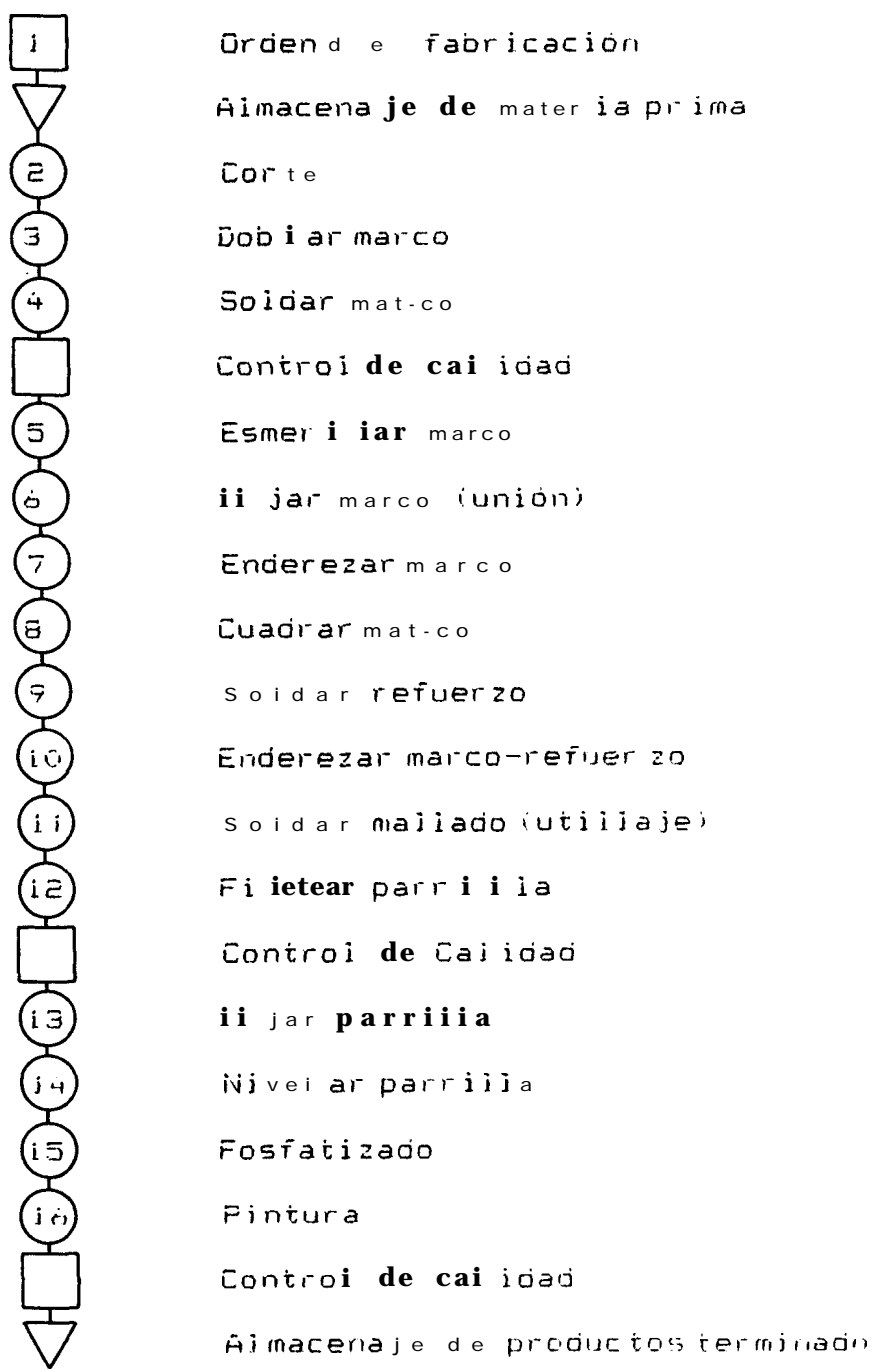 1 Orden de fabricación
Almacenaje de materia prima
2 Corte
3 Doblar marco
4 Soldar marco
Control de calidad
5 Esmerilar marco
6 lijar marco (unión)
7 Enderezar marco
8 Cuadrar marco
9 Soldar refuerzo
10 Enderezar marco-refuerzo
11 Soldar mallado (utillaje)
12 Filetear parrilla
Control de Calidad
13 lijar parrilla
14 Nivelar parrilla
15 Fosfatizado
16 Pintura
Control de calidad
Almacenaje de productos terminado